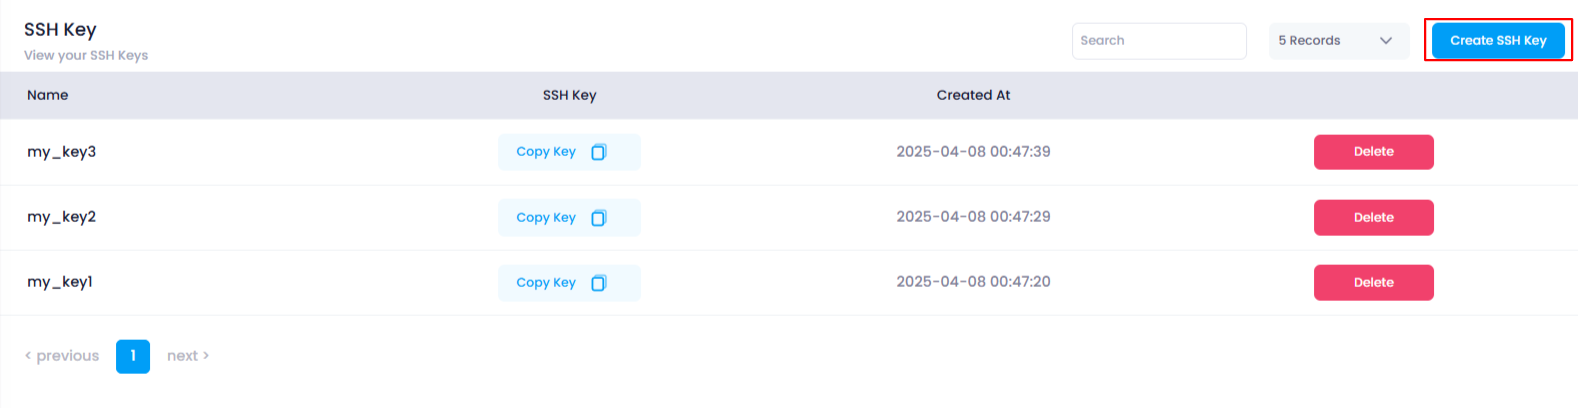 SSH Key
View your SSH Keys
Search
5 Records
Create SSH Key
Name SSH Key Created At
my_key3 Copy Key 2025-04-08 00:47:39 Delete
my_key2 Copy Key 2025-04-08 00:47:29 Delete
my_key1 Copy Key 2025-04-08 00:47:20 Delete
< previous 1 next >